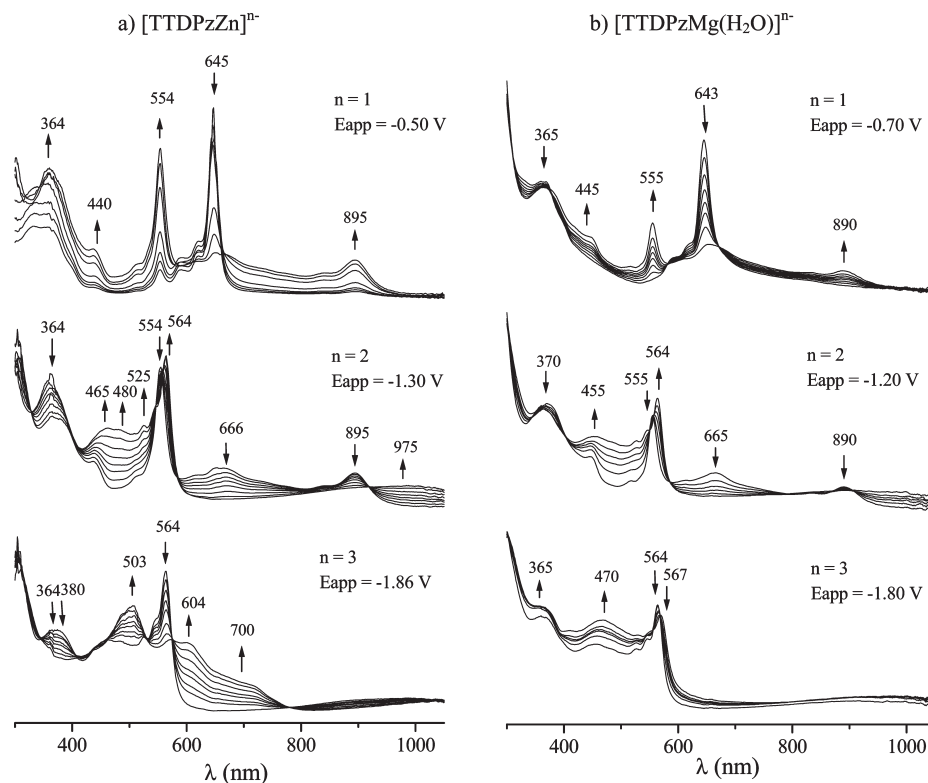 a) [TTDPzZn]ⁿ⁻
645
554
364
440
895
n = 1
Eapp = -0.50 V
364
465
480
525
554
564
666
895
975
n = 2
Eapp = -1.30 V
364
380
503
564
604
700
n = 3
Eapp = -1.86 V
400 600 800 1000
λ (nm)
b) [TTDPzMg(H₂O)]ⁿ⁻
643
365
445
555
890
n = 1
Eapp = -0.70 V
370
455
555
564
665
890
n = 2
Eapp = -1.20 V
365
470
564
567
n = 3
Eapp = -1.80 V
400 600 800 1000
λ (nm)